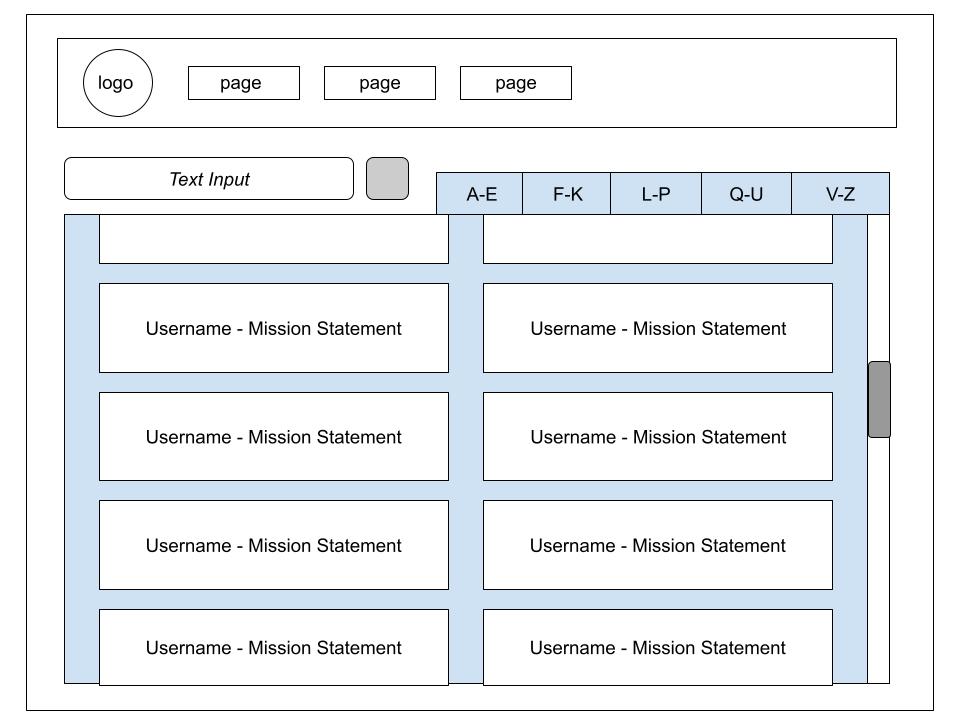 logo
page
page
page
Text Input
A-E
F-K
L-P
Q-U
V-Z
Username - Mission Statement
Username - Mission Statement
Username - Mission Statement
Username - Mission Statement
Username - Mission Statement
Username - Mission Statement
Username - Mission Statement
Username - Mission Statement